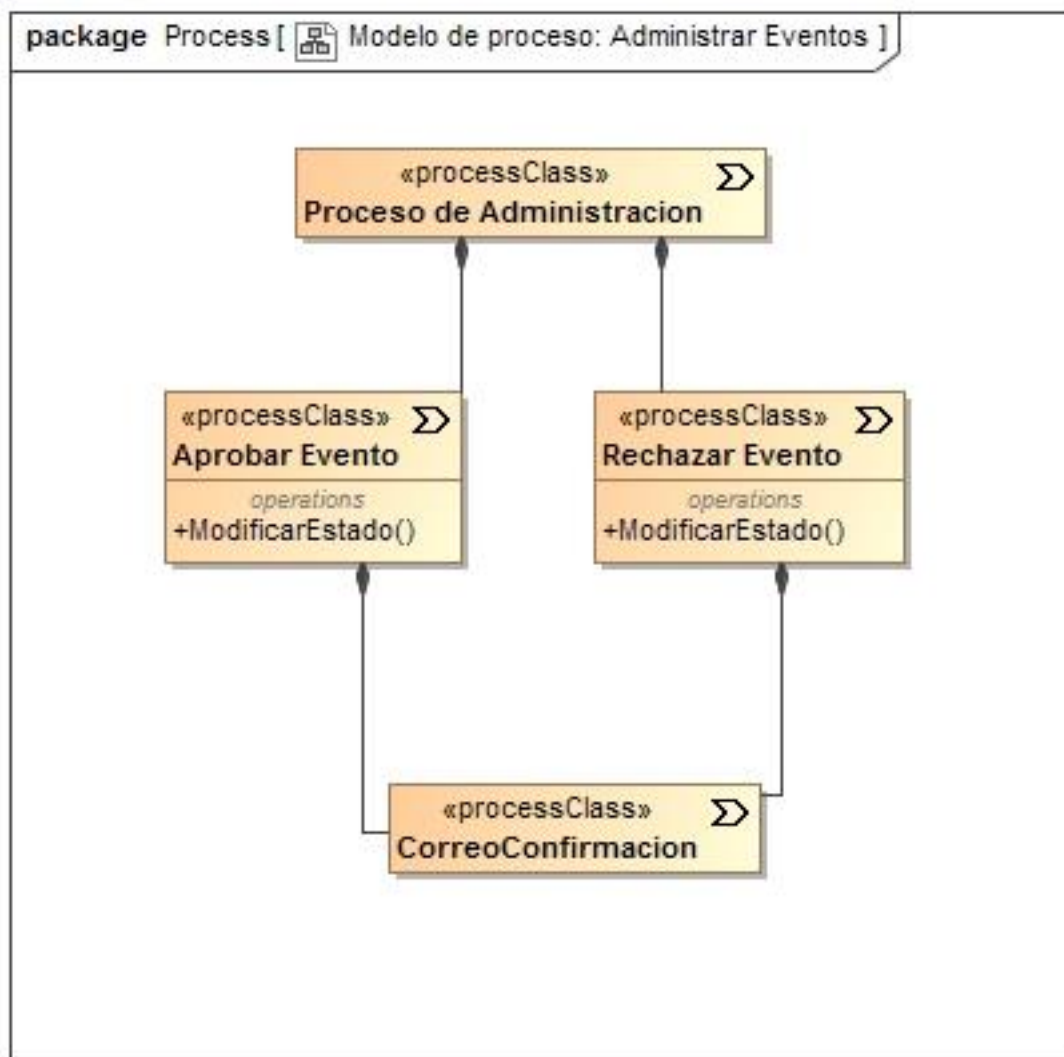 package Process [ Modelo de proceso: Administrar Eventos ]
«processClass»
Proceso de Administracion
«processClass»
Aprobar Evento
operations
+ModificarEstado()
«processClass»
Rechazar Evento
operations
+ModificarEstado()
«processClass»
CorreoConfirmacion